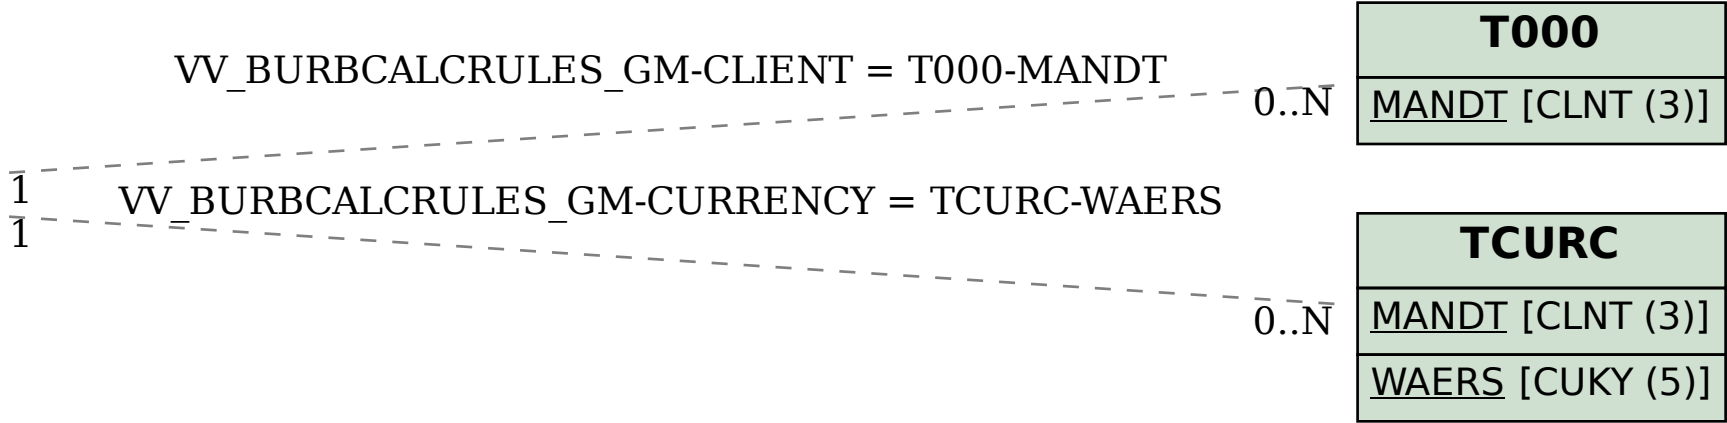 T000
VV_BURBCALCRULES_GM-CLIENT = T000-MANDT
0..N
MANDT [CLNT (3)]
1
VV_BURBCALCRULES_GM-CURRENCY = TCURC-WAERS
1
TCURC
0..N
MANDT [CLNT (3)]
WAERS [CUKY (5)]